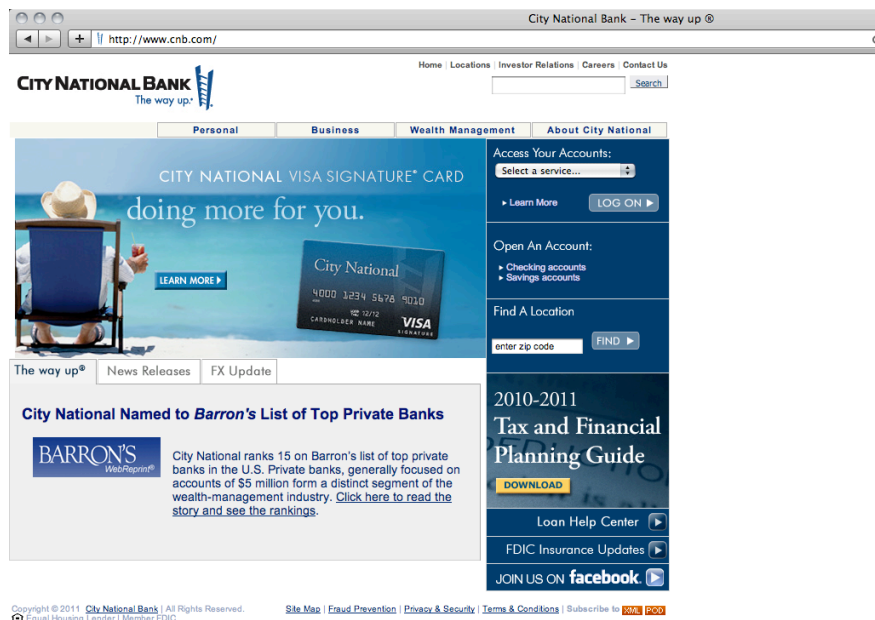 City National Bank – The way up ®
http://www.cnb.com/
Home | Locations | Investor Relations | Careers | Contact Us
Search
CITY NATIONAL BANK
The way up.®
Personal
Business
Wealth Management
About City National
CITY NATIONAL VISA SIGNATURE® CARD
doing more for you.
LEARN MORE
City National
4000 1234 5678 9010
12/12
CARDHOLDER NAME
VISA
SIGNATURE
Access Your Accounts:
Select a service...
Learn More
LOG ON
Open An Account:
Checking accounts
Savings accounts
Find A Location
enter zip code
FIND
The way up®
News Releases
FX Update
City National Named to Barron's List of Top Private Banks
BARRON'S
WebReprint®
City National ranks 15 on Barron's list of top private
banks in the U.S. Private banks, generally focused on
accounts of $5 million form a distinct segment of the
wealth-management industry. Click here to read the
story and see the rankings.
2010-2011
Tax and Financial
Planning Guide
DOWNLOAD
Loan Help Center
FDIC Insurance Updates
JOIN US ON facebook.
Copyright © 2011 City National Bank | All Rights Reserved.
Equal Housing Lender | Member FDIC
Site Map | Fraud Prevention | Privacy & Security | Terms & Conditions | Subscribe to XML POD